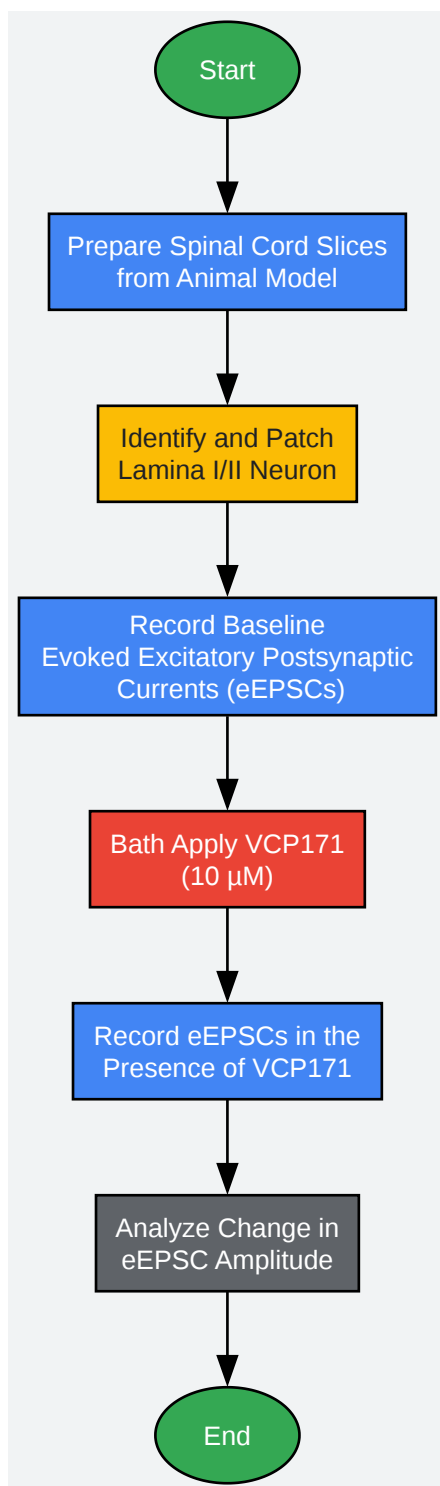 Start
Prepare Spinal Cord Slices
from Animal Model
Identify and Patch
Lamina I/II Neuron
Record Baseline
Evoked Excitatory Postsynaptic
Currents (eEPSCs)
Bath Apply VCP171
(10 µM)
Record eEPSCs in the
Presence of VCP171
Analyze Change in
eEPSC Amplitude
End